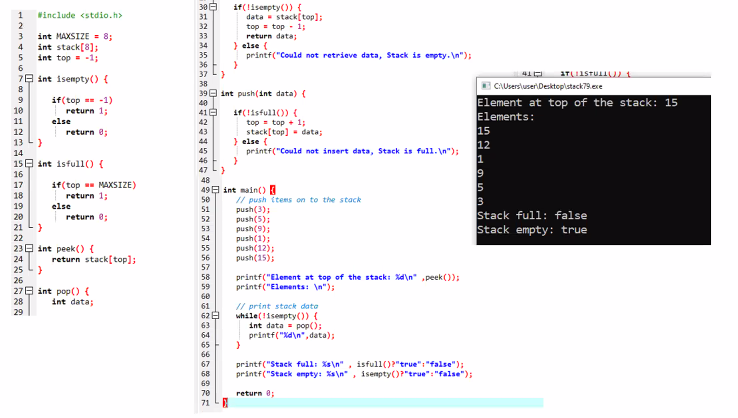 1 #include <stdio.h>
2
3 int MAXSIZE = 8;
4 int stack[8];
5 int top = -1;
6
7 int isempty() {
8
9 if(top == -1)
10 return 1;
11 else
12 return 0;
13 }
14
15 int isfull() {
16
17 if(top == MAXSIZE)
18 return 1;
19 else
20 return 0;
21 }
22
23 int peek() {
24 return stack[top];
25 }
26
27 int pop() {
28 int data;
29
30 if(!isempty()) {
31 data = stack[top];
32 top = top - 1;
33 return data;
34 } else {
35 printf("Could not retrieve data, Stack is empty.\n");
36 }
37 }
38
39 int push(int data) {
40
41 if(!isfull()) {
42 top = top + 1;
43 stack[top] = data;
44 } else {
45 printf("Could not insert data, Stack is full.\n");
46 }
47 }
48
49 int main() {
50 // push items on to the stack
51 push(3);
52 push(5);
53 push(9);
54 push(1);
55 push(12);
56 push(15);
57
58 printf("Element at top of the stack: %d\n" ,peek());
59 printf("Elements: \n");
60
61 // print stack data
62 while(!isempty()) {
63 int data = pop();
64 printf("%d\n",data);
65 }
66
67 printf("Stack full: %s\n" , isfull()?"true":"false");
68 printf("Stack empty: %s\n" , isempty()?"true":"false");
69
70 return 0;
71 }
41 if(!isfull()) {
C:\Users\user\Desktop\stack79.exe
Element at top of the stack: 15
Elements:
15
12
1
9
5
3
Stack full: false
Stack empty: true